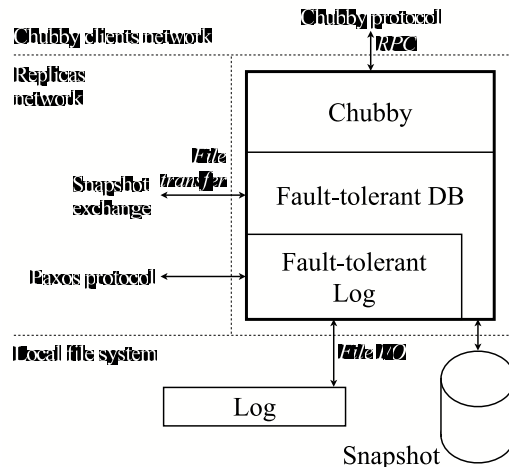 Chubby protocol
RPC
Chubby clients network
Replicas
network
Chubby
File
transfer
Snapshot
exchange
Fault-tolerant DB
Paxos protocol
Fault-tolerant
Log
Local file system
File I/O
Log
Snapshot